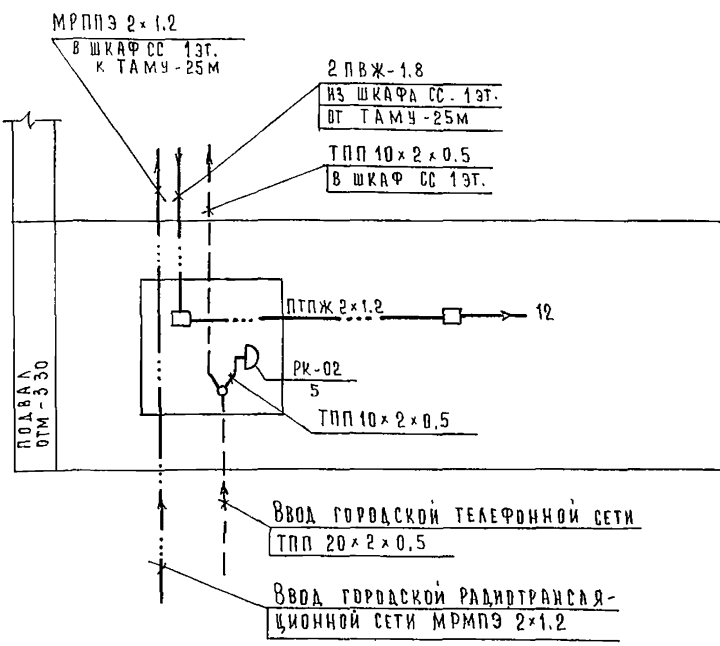 МРППЭ 2×1.2
В ШКАФ СС 1ЭТ.
К ТАМУ-25М
2 ПВЖ-1.8
ИЗ ШКАФА СС. 1ЭТ.
ОТ ТАМУ-25М
ТПП 10×2×0.5
В ШКАФ СС 1ЭТ.
ПТПЖ 2×1.2
12
РК-02
5
ТПП 10×2×0,5
ПОДВАЛ
ОТМ-3 30
ВВОД ГОРОДСКОЙ ТЕЛЕФОННОЙ СЕТИ
ТПП 20×2×0,5
ВВОД ГОРОДСКОЙ РАДИОТРАНСЛЯ-
ЦИОННОЙ СЕТИ МРМПЭ 2×1.2